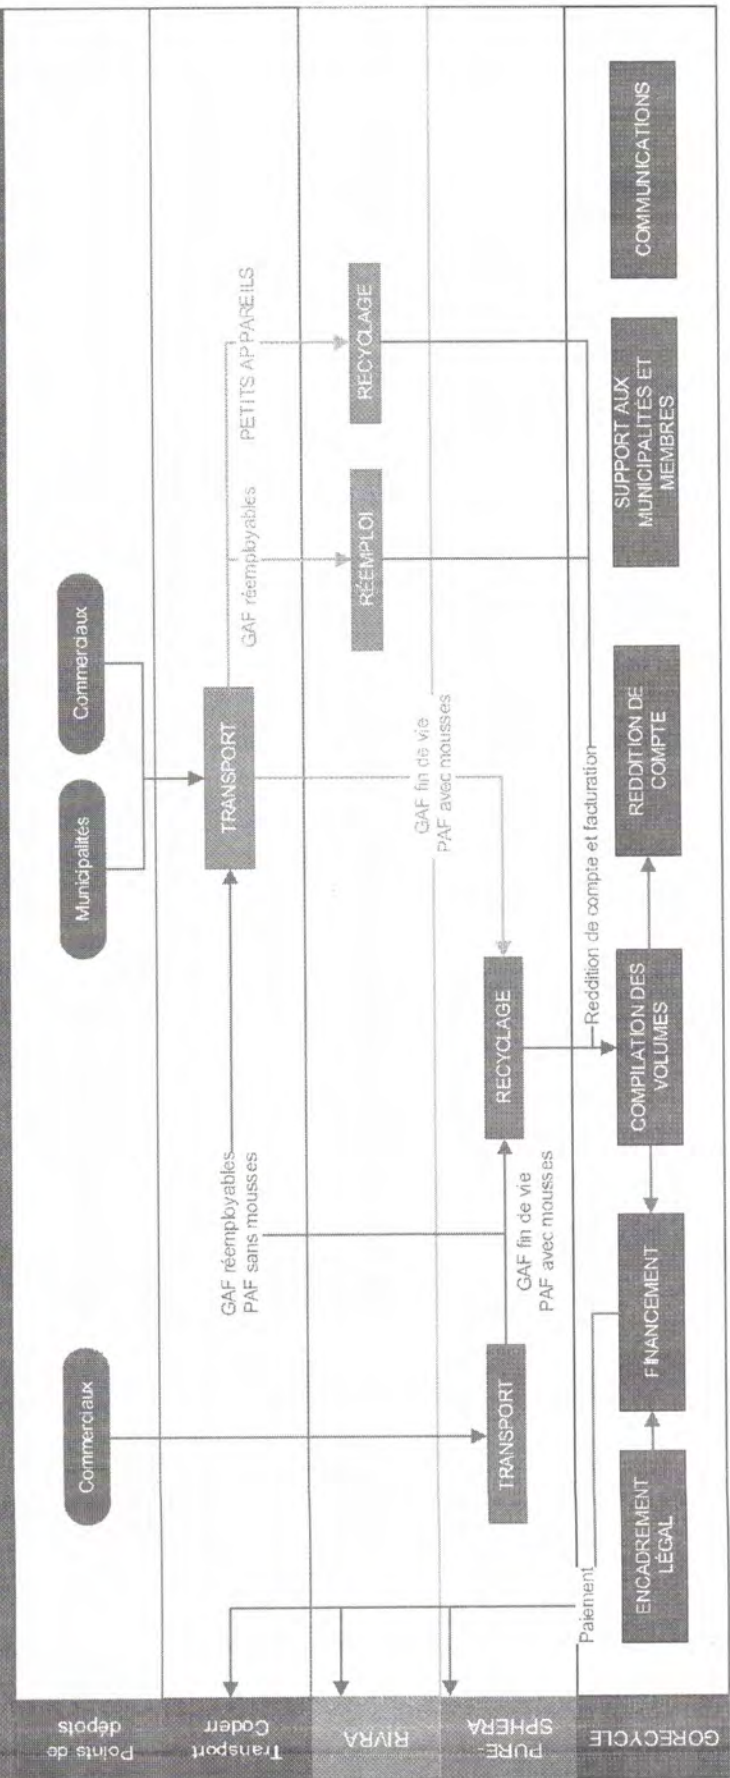 Points de
dépôts
Commerciaux
Municipalités
Commerciaux
Transport
Coderr
GAF réemployables
PAF sans mousses
TRANSPORT
GAF réemployables
PETITS APPAREILS
RIVRA
RÉEMPLOI
RECYCLAGE
GAF fin de vie
PAF avec mousses
PURE-
SPHERA
TRANSPORT
GAF fin de vie
PAF avec mousses
RECYCLAGE
Paiement
Reddition de compte et facturation
GORECYCLE
ENCADREMENT
LÉGAL
FINANCEMENT
COMPILATION DES
VOLUMES
REDDITION DE
COMPTE
SUPPORT AUX
MUNICIPALITÉS ET
MEMBRES
COMMUNICATIONS